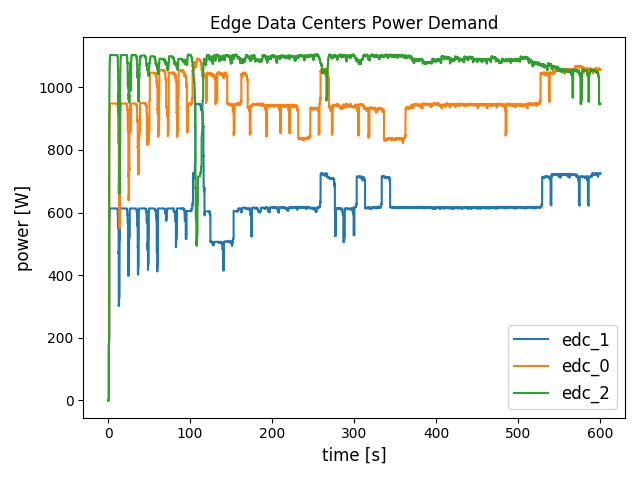 Edge Data Centers Power Demand
power [W]
1000
800
600
400
200
0
0 100 200 300 400 500 600
time [s]
edc_1
edc_0
edc_2